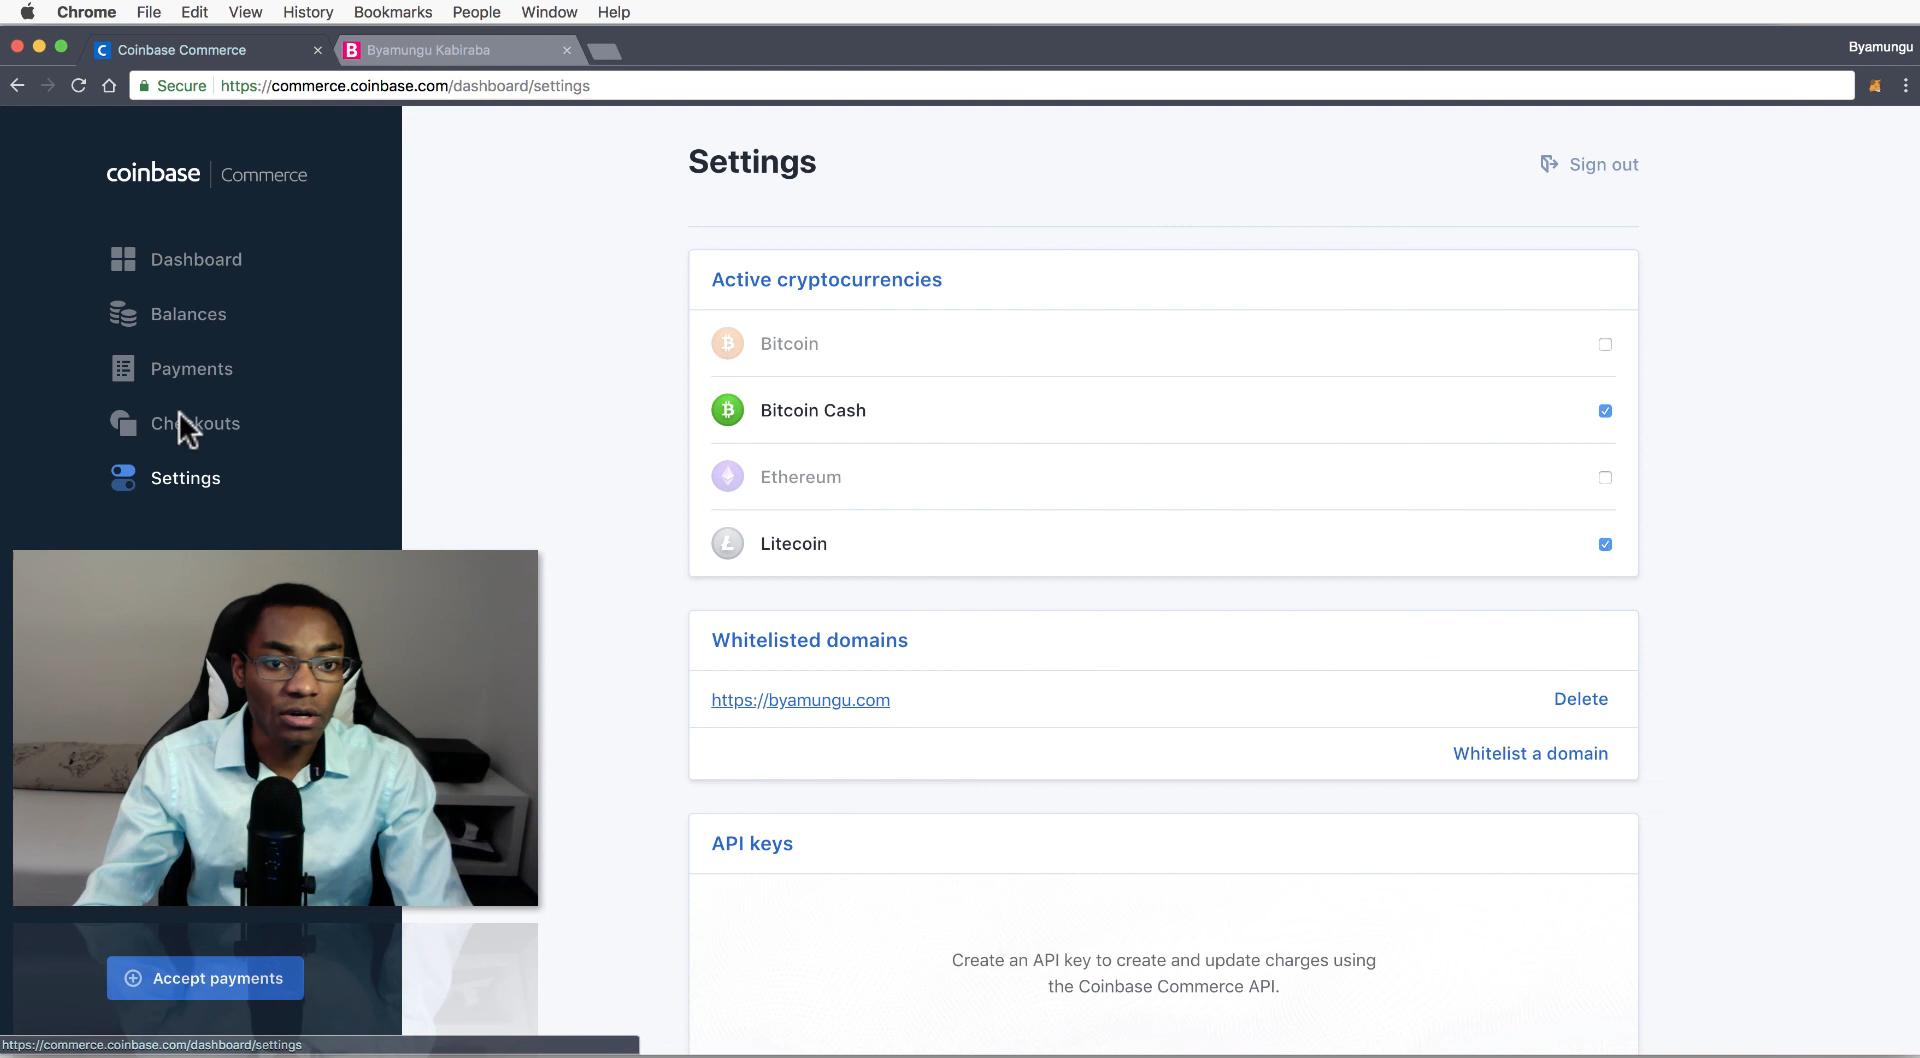 Chrome File Edit View History Bookmarks People Window Help
Coinbase Commerce
Byamungu Kabiraba
Byamungu
Secure https://commerce.coinbase.com/dashboard/settings
coinbase Commerce
Dashboard
Balances
Payments
Checkouts
Settings
Accept payments
Settings
Sign out
Active cryptocurrencies
Bitcoin
Bitcoin Cash
Ethereum
Litecoin
Whitelisted domains
https://byamungu.com
Delete
Whitelist a domain
API keys
Create an API key to create and update charges using
the Coinbase Commerce API.
https://commerce.coinbase.com/dashboard/settings